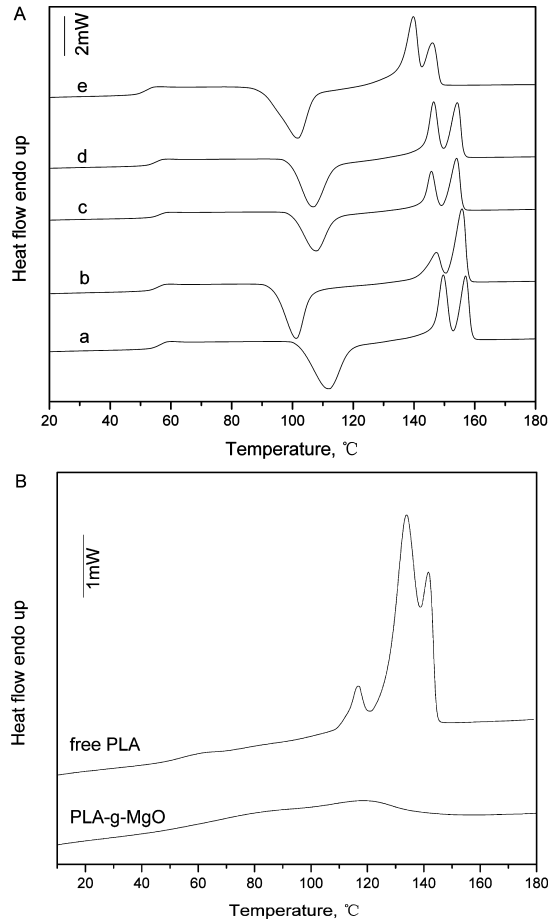 A
2mW
e
d
c
b
a
Heat flow endo up
20 40 60 80 100 120 140 160 180
Temperature, ℃
B
1mW
free PLA
PLA-g-MgO
Heat flow endo up
20 40 60 80 100 120 140 160 180
Temperature, ℃